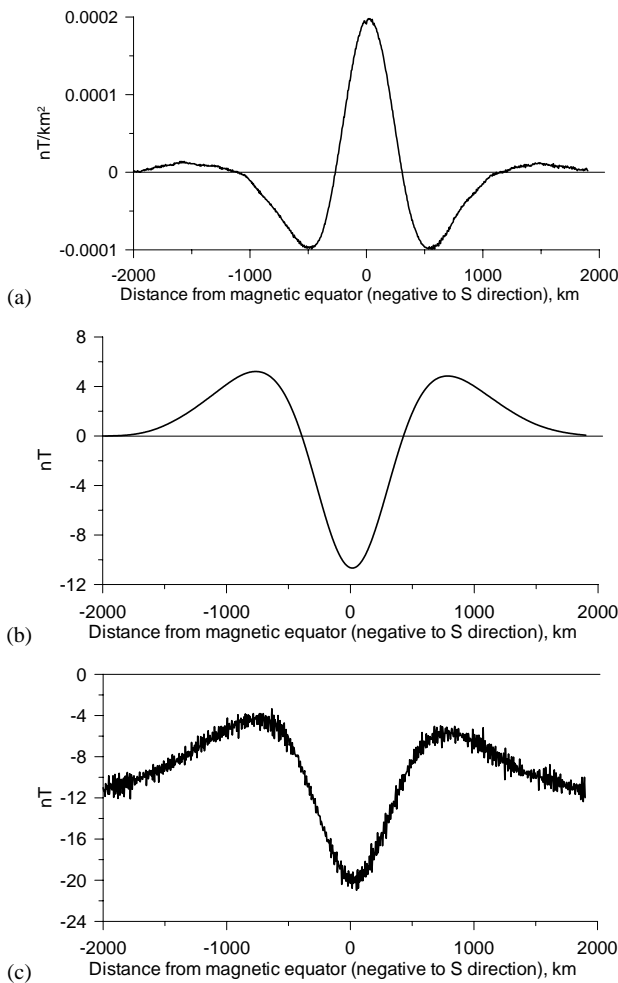 0.0002
0.0001
nT/km²
0
-0.0001
-2000 -1000 0 1000 2000
Distance from magnetic equator (negative to S direction), km
(a)
8
4
0
nT
-4
-8
-12
-2000 -1000 0 1000 2000
Distance from magnetic equator (negative to S direction), km
(b)
0
-4
-8
nT
-12
-16
-20
-24
-2000 -1000 0 1000 2000
Distance from magnetic equator (negative to S direction), km
(c)